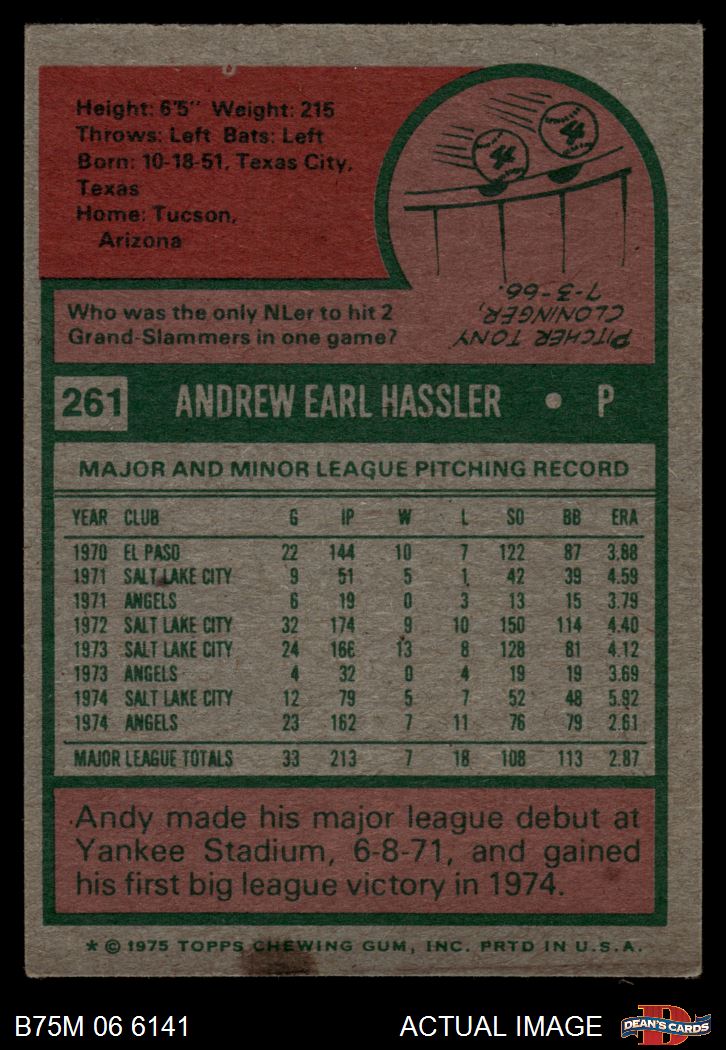 Height: 6'5" Weight: 215
Throws: Left Bats: Left
Born: 10-18-51, Texas City,
Texas
Home: Tucson,
Arizona
4 4
PITCHER TONY
CLONINGER,
7-3-66.
Who was the only NLer to hit 2
Grand-Slammers in one game?
261 ANDREW EARL HASSLER • P
MAJOR AND MINOR LEAGUE PITCHING RECORD
YEAR CLUB G IP W L SO BB ERA
1970 EL PASO 22 144 10 7 122 87 3.88
1971 SALT LAKE CITY 9 51 5 1 42 39 4.59
1971 ANGELS 6 19 0 3 13 15 3.79
1972 SALT LAKE CITY 32 174 9 10 150 114 4.40
1973 SALT LAKE CITY 24 166 13 8 128 81 4.12
1973 ANGELS 4 32 0 4 19 19 3.69
1974 SALT LAKE CITY 12 79 5 7 52 48 5.92
1974 ANGELS 23 162 7 11 76 79 2.61
MAJOR LEAGUE TOTALS 33 213 7 18 108 113 2.87
Andy made his major league debut at
Yankee Stadium, 6-8-71, and gained
his first big league victory in 1974.
* © 1975 TOPPS CHEWING GUM, INC. PRTD IN U.S.A.
B75M 06 6141 ACTUAL IMAGE D DEAN'S CARDS